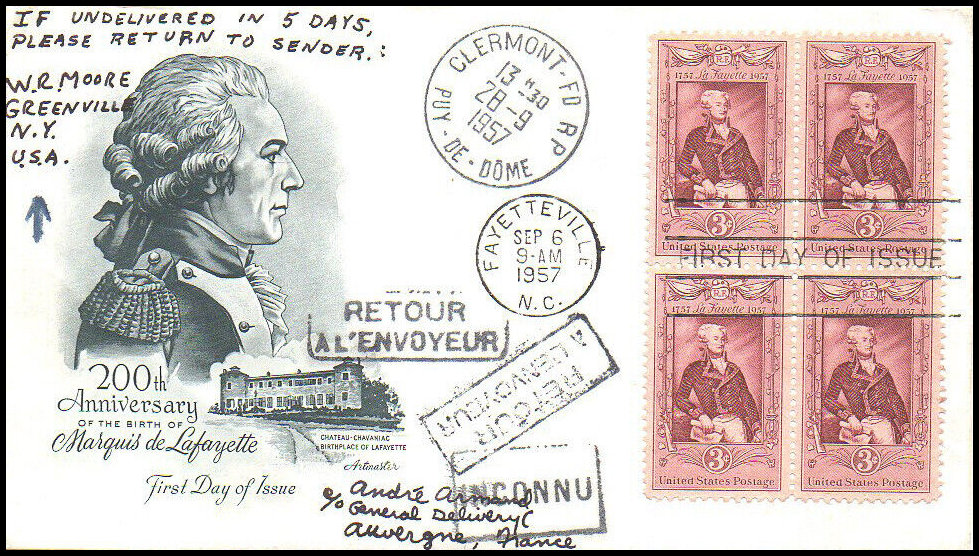 IF UNDELIVERED IN 5 DAYS,
PLEASE RETURN TO SENDER.:
W.R. MOORE
GREENVILLE
N.Y.
U.S.A.
CLERMONT-FD RP
13 H 30
28-9
1957
PUY-DE-DÔME
FAYETTEVILLE
SEP 6
9-AM
1957
N.C.
R.F.
1757 La Fayette 1957
3¢
United States Postage
R.F.
1757 La Fayette 1957
3¢
United States Postage
FIRST DAY OF ISSUE
R.F.
1757 La Fayette 1957
3¢
United States Postage
R.F.
1757 La Fayette 1957
3¢
United States Postage
RETOUR
A L'ENVOYEUR
RETOUR
A L'ENVOYEUR
200th
Anniversary
OF THE BIRTH OF
Marquis de Lafayette
First Day of Issue
CHATEAU-CHAVANIAC
BIRTHPLACE OF LAFAYETTE
Artmaster
INCONNU
André Armand
c/o General Delivery
Auvergne, France